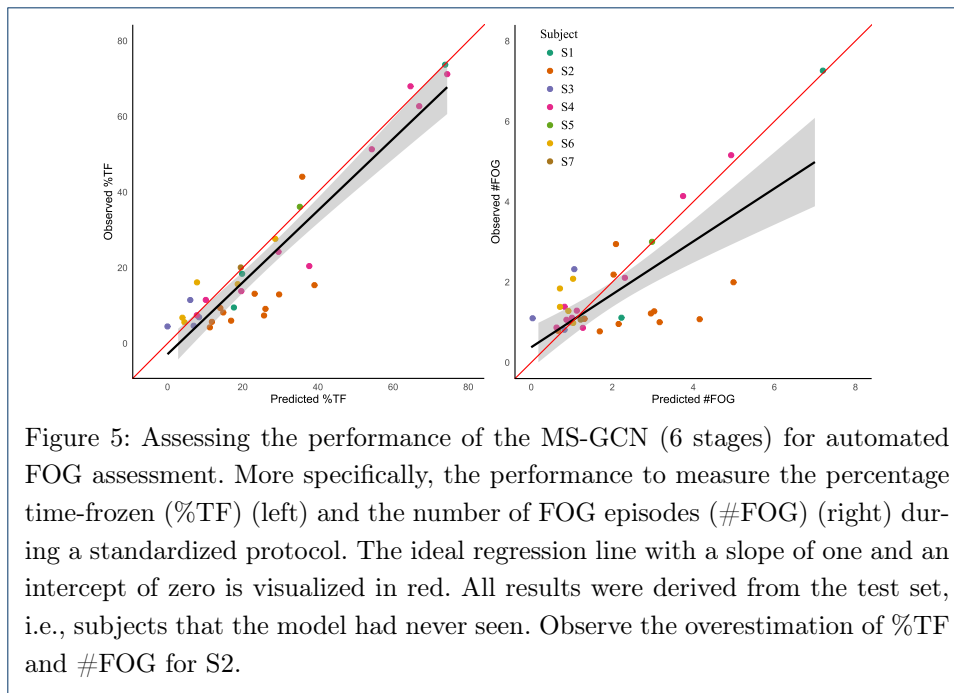 80
60
40
20
0
Observed %TF
0
20
40
60
80
Predicted %TF
Subject
S1
S2
S3
S4
S5
S6
S7
8
6
4
2
0
Observed #FOG
0
2
4
6
8
Predicted #FOG
Figure 5: Assessing the performance of the MS-GCN (6 stages) for automated
FOG assessment. More specifically, the performance to measure the percentage
time-frozen (%TF) (left) and the number of FOG episodes (#FOG) (right) dur-
ing a standardized protocol. The ideal regression line with a slope of one and an
intercept of zero is visualized in red. All results were derived from the test set,
i.e., subjects that the model had never seen. Observe the overestimation of %TF
and #FOG for S2.